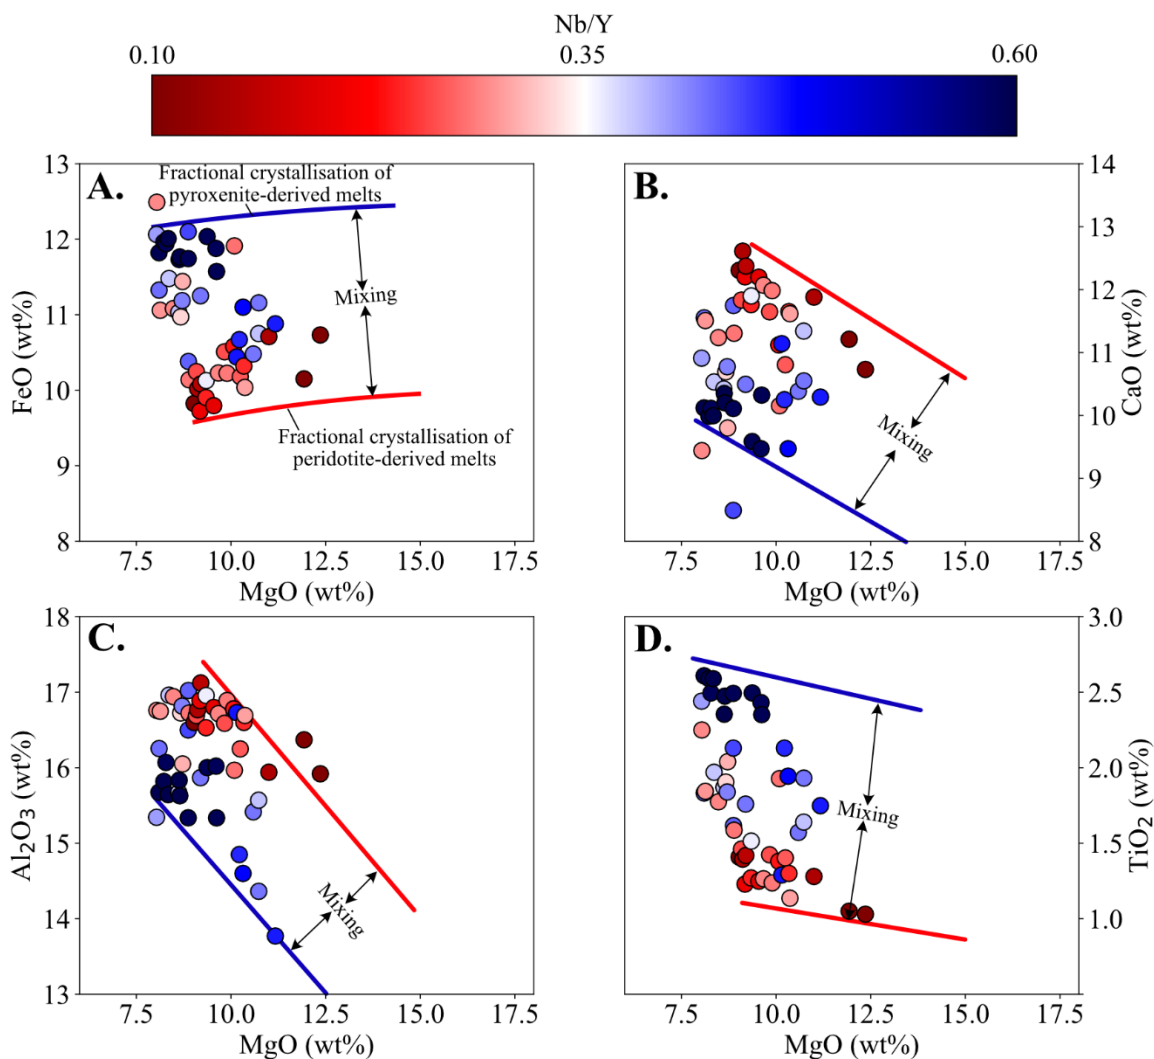 Nb/Y
0.10 0.35 0.60
A.
Fractional crystallisation of
pyroxenite-derived melts
Mixing
Fractional crystallisation of
peridotite-derived melts
13
12
11
10
9
8
FeO (wt%)
7.5 10.0 12.5 15.0 17.5
MgO (wt%)
B.
Mixing
14
13
12
11
10
9
8
CaO (wt%)
7.5 10.0 12.5 15.0 17.5
MgO (wt%)
C.
Mixing
18
17
16
15
14
13
Al₂O₃ (wt%)
7.5 10.0 12.5 15.0 17.5
MgO (wt%)
D.
Mixing
3.0
2.5
2.0
1.5
1.0
TiO₂ (wt%)
7.5 10.0 12.5 15.0 17.5
MgO (wt%)